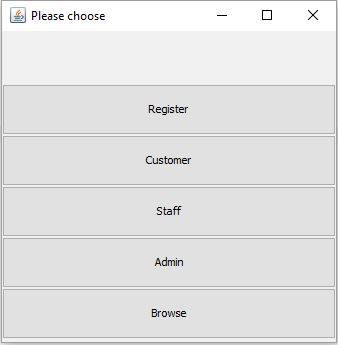 Please choose
Register
Customer
Staff
Admin
Browse